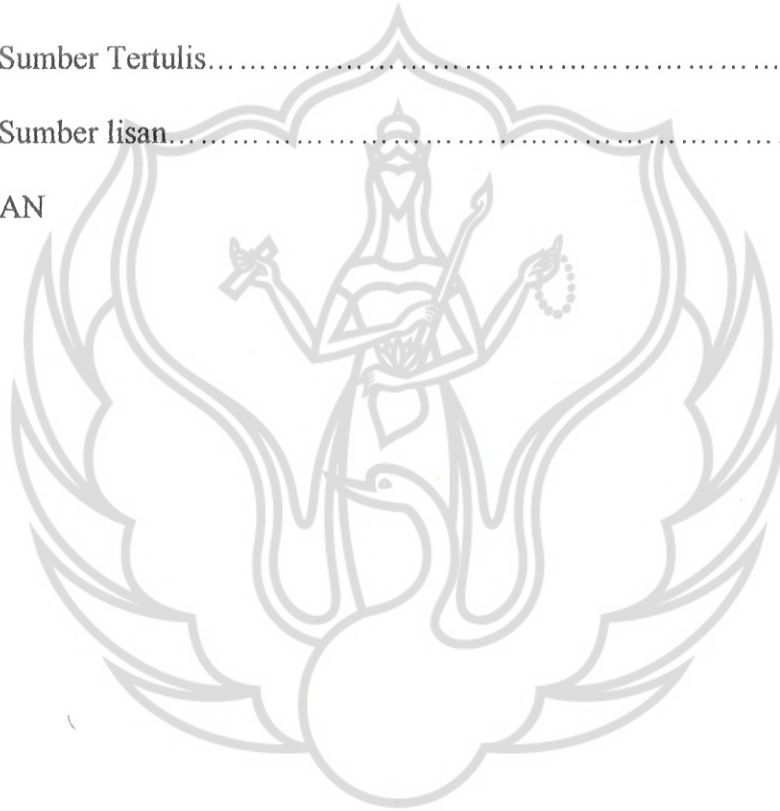 Sumber Tertulis……………………………………………
Sumber lisan………………………………………………
AN